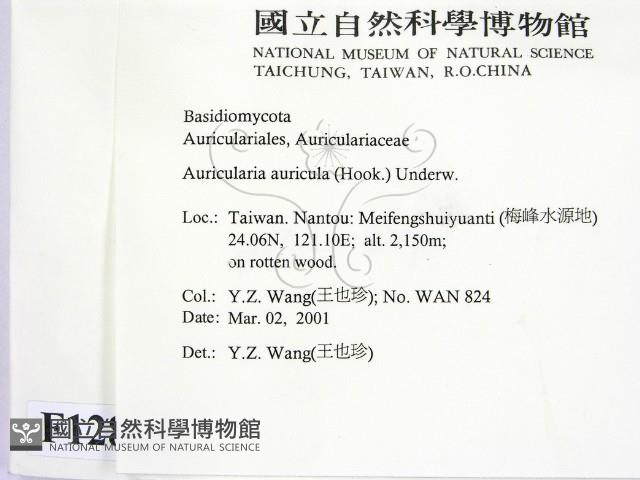 國立自然科學博物館
NATIONAL MUSEUM OF NATURAL SCIENCE
TAICHUNG, TAIWAN, R.O.CHINA
Basidiomycota
Auriculariales, Auriculariaceae
Auricularia auricula (Hook.) Underw.
Loc.: Taiwan. Nantou: Meifengshuiyuanti (梅峰水源地)
24.06N, 121.10E; alt. 2,150m;
on rotten wood.
Col.: Y.Z. Wang(王也珍); No. WAN 824
Date: Mar. 02, 2001
Det.: Y.Z. Wang(王也珍)
國立自然科學博物館
NATIONAL MUSEUM OF NATURAL SCIENCE